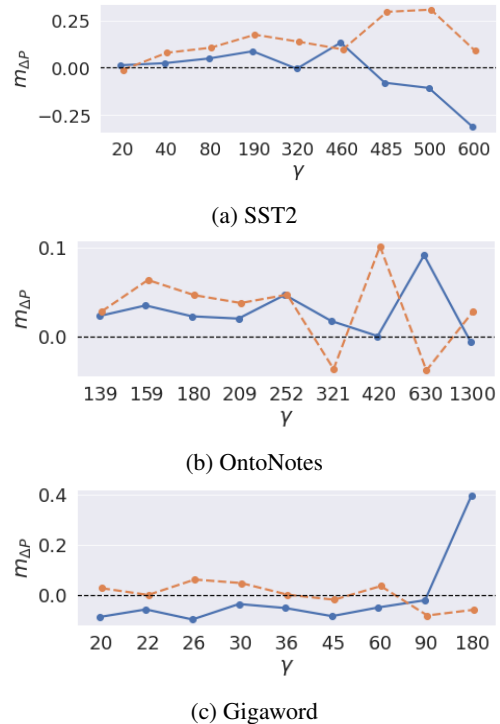 0.25
0.00
−0.25
m_ΔP
20 40 80 190 320 460 485 500 600
γ
(a) SST2
0.1
0.0
m_ΔP
139 159 180 209 252 321 420 630 1300
γ
(b) OntoNotes
0.4
0.2
0.0
m_ΔP
20 22 26 30 36 45 60 90 180
γ
(c) Gigaword